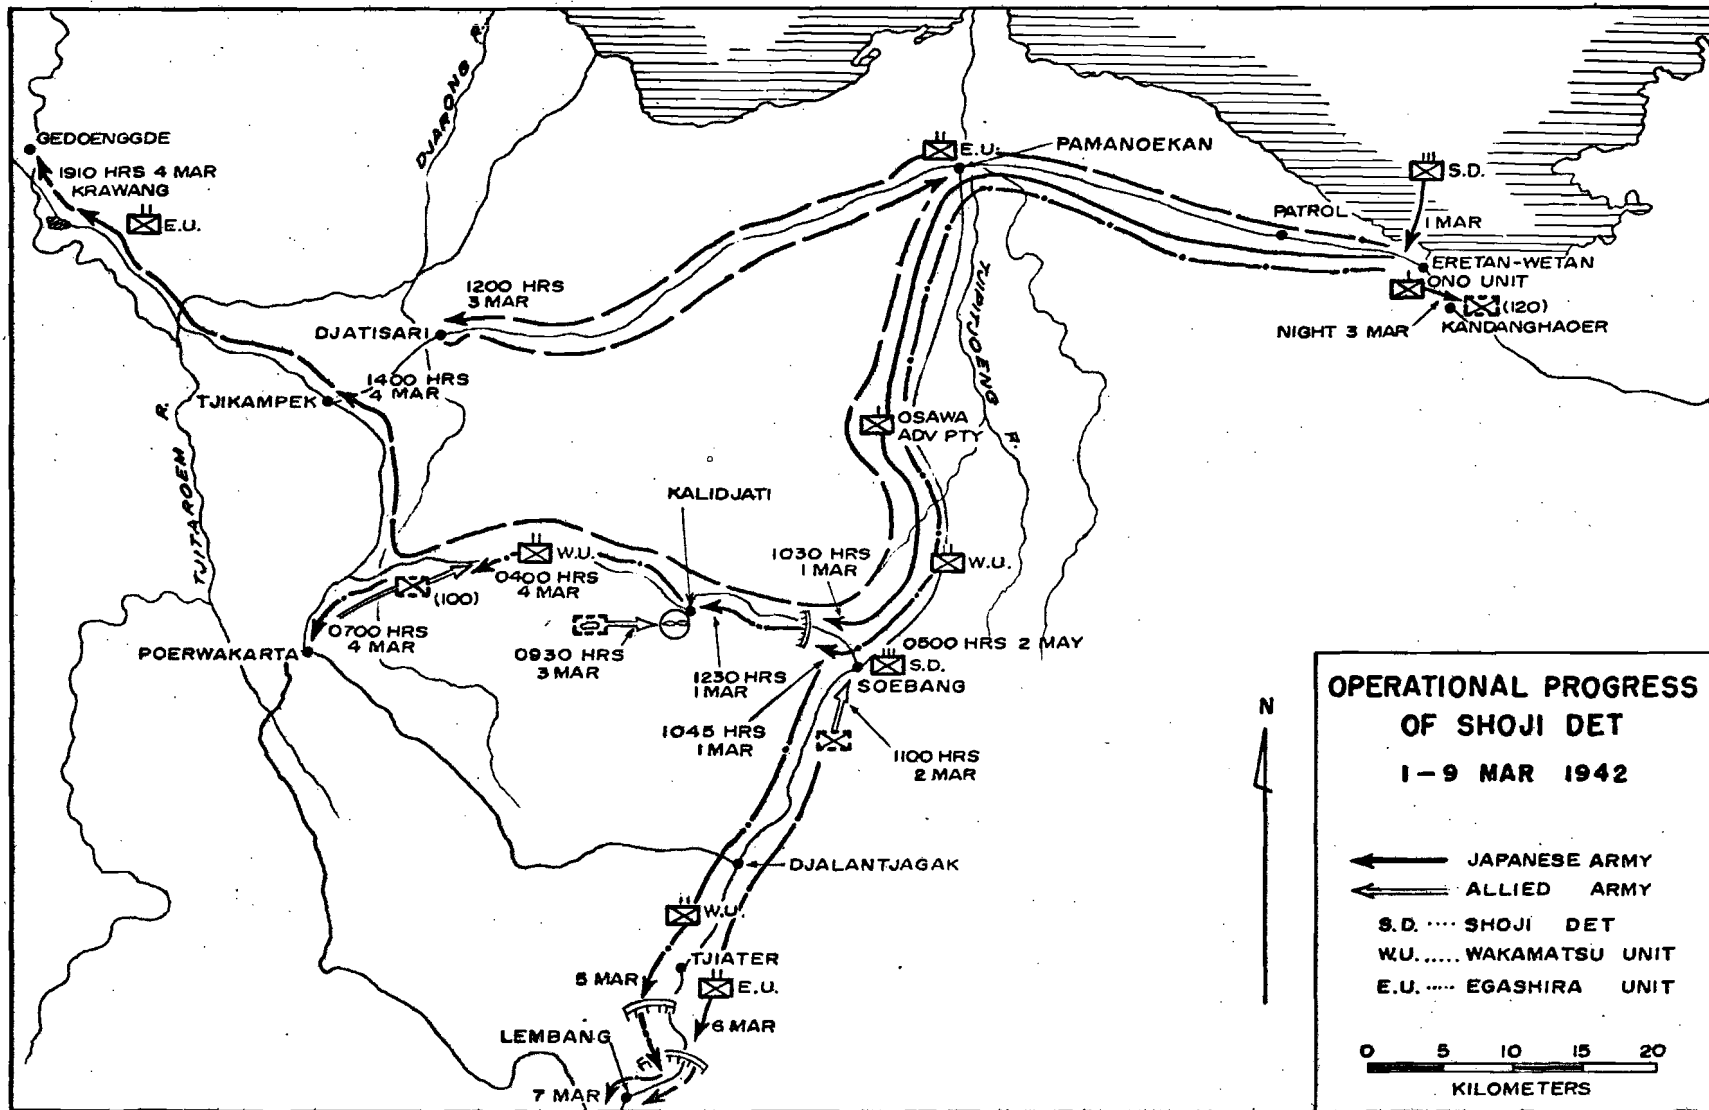 DJARONG R.
GEDOENGGDE
1910 HRS 4 MAR
KRAWANG
E.U.
E.U.
PAMANOEKAN
S.D.
PATROL
1 MAR
ERETAN-WETAN
ONO UNIT
(120)
KANDANGHAOER
NIGHT 3 MAR
1200 HRS
3 MAR
DJATISARI
TJIPITJOENG R.
1400 HRS
4 MAR
TJIKAMPEK
OSAWA
ADV PTY
TJITAROEM R.
KALIDJATI
W.U.
0400 HRS
4 MAR
(100)
1030 HRS
1 MAR
W.U.
0700 HRS
4 MAR
POERWAKARTA
0930 HRS
3 MAR
1230 HRS
1 MAR
0500 HRS 2 MAY
S.D.
SOEBANG
1045 HRS
1 MAR
1100 HRS
2 MAR
DJALANTJAGAK
W.U.
TJIATER
5 MAR
E.U.
6 MAR
LEMBANG
7 MAR
N
OPERATIONAL PROGRESS
OF SHOJI DET
1-9 MAR 1942
JAPANESE ARMY
ALLIED ARMY
S.D. .... SHOJI DET
W.U. ..... WAKAMATSU UNIT
E.U. ..... EGASHIRA UNIT
0 5 10 15 20
KILOMETERS